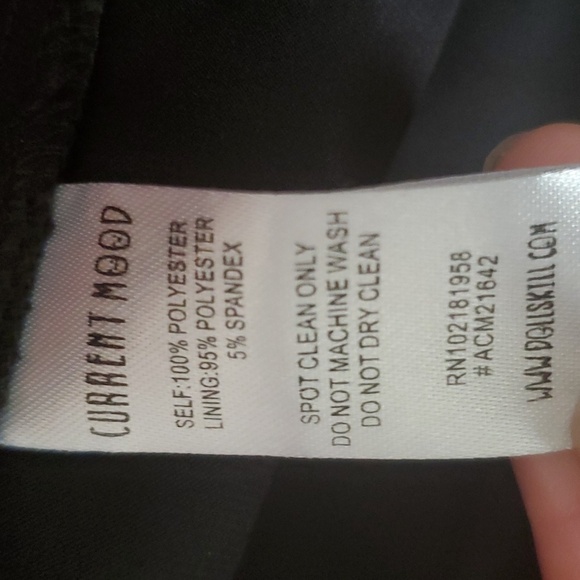 CURRENT MOOD
SELF:100% POLYESTER
LINING:95% POLYESTER
5% SPANDEX
SPOT CLEAN ONLY
DO NOT MACHINE WASH
DO NOT DRY CLEAN
RN102181958
#ACM21642
WWW.DOLLSKILL.COM